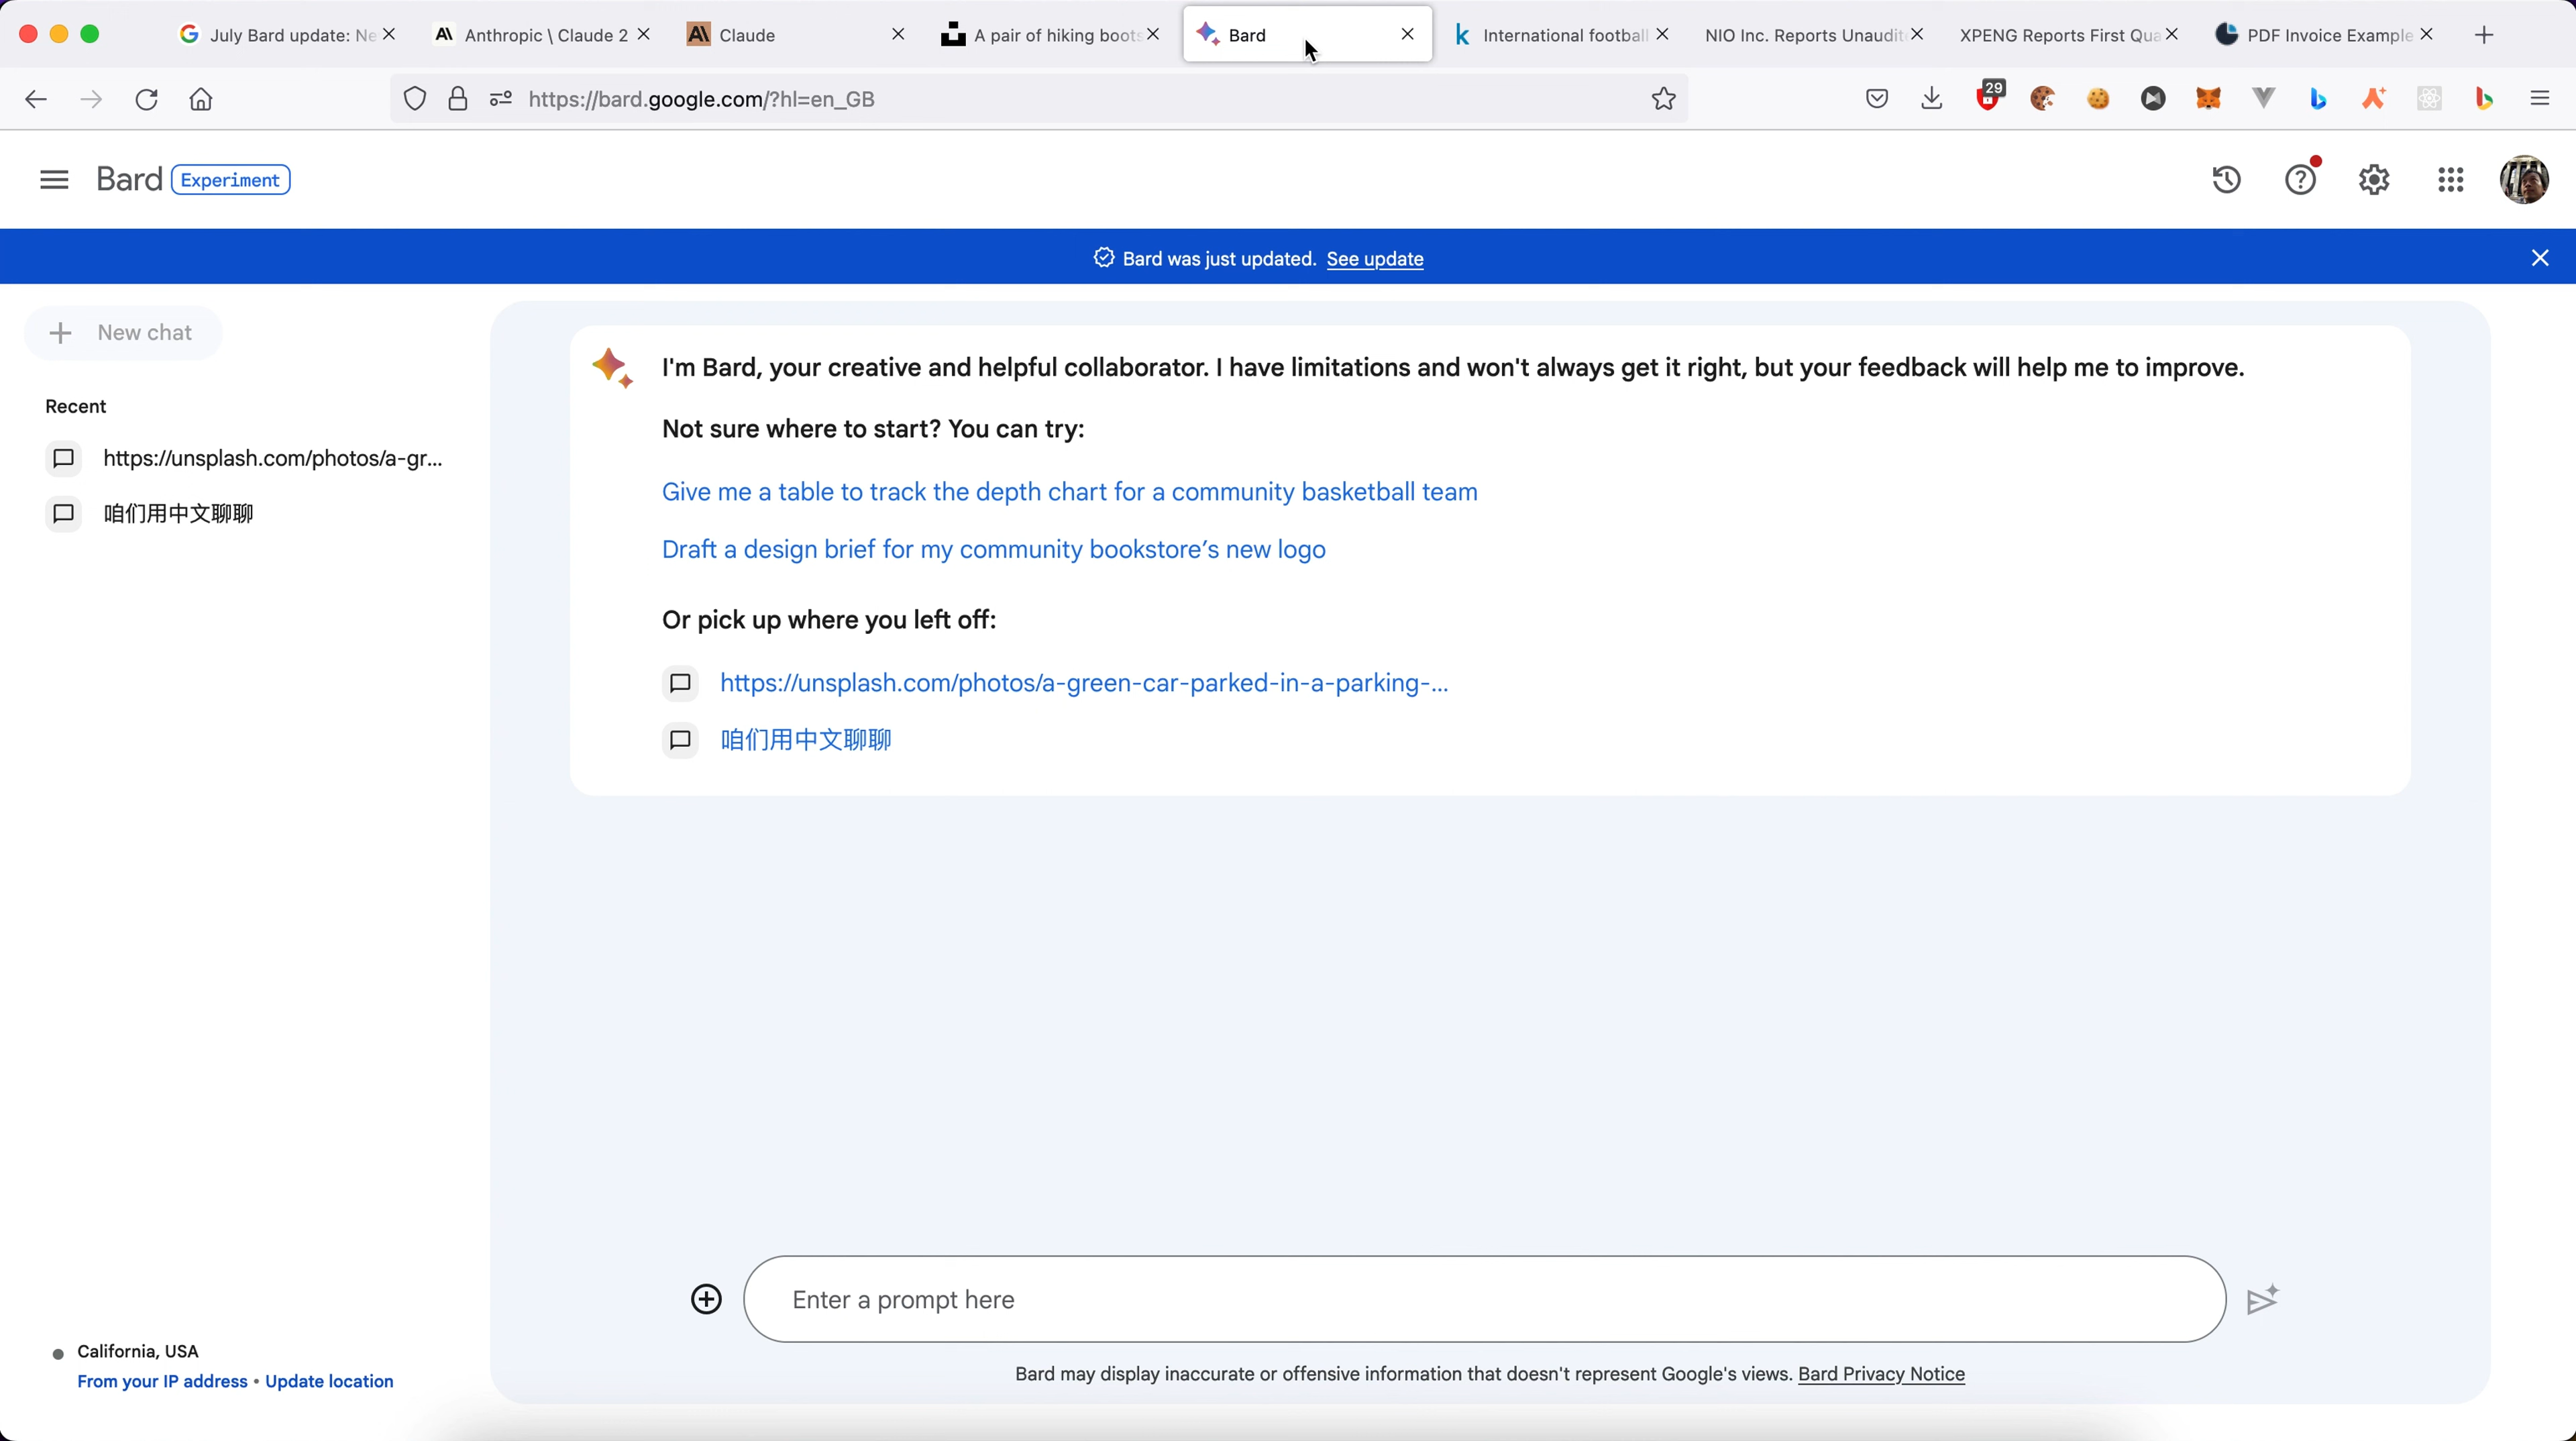 July Bard update: Ne
Anthropic \ Claude 2
Claude
A pair of hiking boots
Bard
International football
NIO Inc. Reports Unaudit
XPENG Reports First Qua
PDF Invoice Example
https://bard.google.com/?hl=en_GB
29
Bard Experiment
Bard was just updated. See update
New chat
Recent
https://unsplash.com/photos/a-gr...
咱们用中文聊聊
I'm Bard, your creative and helpful collaborator. I have limitations and won't always get it right, but your feedback will help me to improve.
Not sure where to start? You can try:
Give me a table to track the depth chart for a community basketball team
Draft a design brief for my community bookstore’s new logo
Or pick up where you left off:
https://unsplash.com/photos/a-green-car-parked-in-a-parking-...
咱们用中文聊聊
Enter a prompt here
California, USA
From your IP address • Update location
Bard may display inaccurate or offensive information that doesn't represent Google's views. Bard Privacy Notice